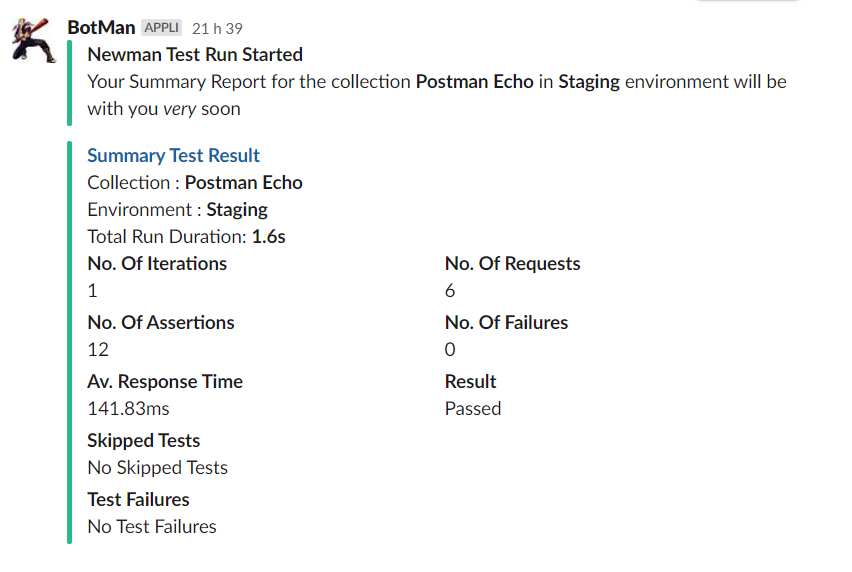 BotMan APPLI 21 h 39
Newman Test Run Started
Your Summary Report for the collection Postman Echo in Staging environment will be
with you very soon
Summary Test Result
Collection : Postman Echo
Environment : Staging
Total Run Duration: 1.6s
No. Of Iterations No. Of Requests
1 6
No. Of Assertions No. Of Failures
12 0
Av. Response Time Result
141.83ms Passed
Skipped Tests
No Skipped Tests
Test Failures
No Test Failures